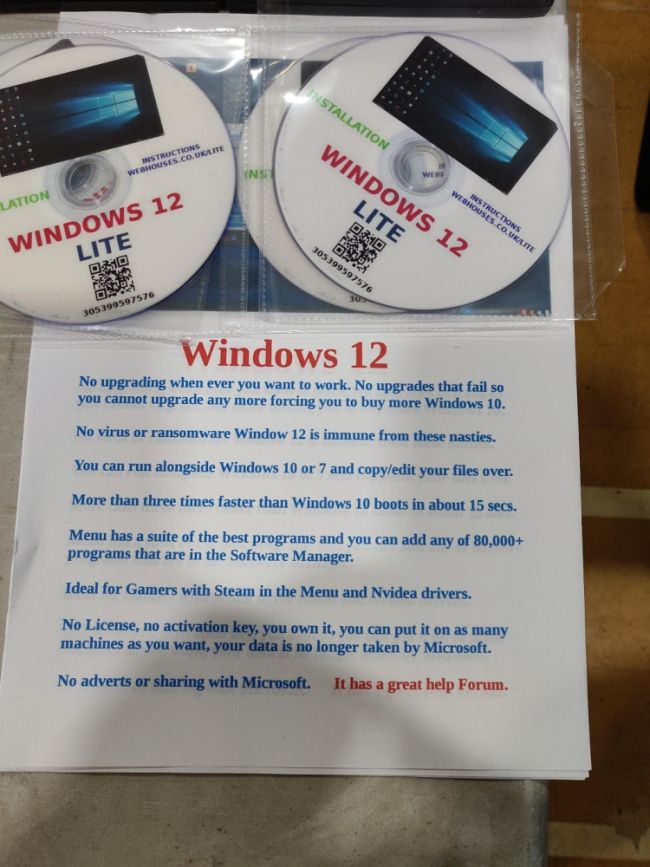 LATION
INSTRUCTIONS
WEBHOUSES.CO.UK/LITE
WINDOWS 12
LITE
305399597576
INST
305
INSTALLATION
INSTRUCTIONS
WEBHOUSES.CO.UK/LITE
WINDOWS 12
LITE
305399597576
Windows 12
No upgrading when ever you want to work. No upgrades that fail so
you cannot upgrade any more forcing you to buy more Windows 10.
No virus or ransomware Window 12 is immune from these nasties.
You can run alongside Windows 10 or 7 and copy/edit your files over.
More than three times faster than Windows 10 boots in about 15 secs.
Menu has a suite of the best programs and you can add any of 80,000+
programs that are in the Software Manager.
Ideal for Gamers with Steam in the Menu and Nvidea drivers.
No License, no activation key, you own it, you can put it on as many
machines as you want, your data is no longer taken by Microsoft.
No adverts or sharing with Microsoft. It has a great help Forum.